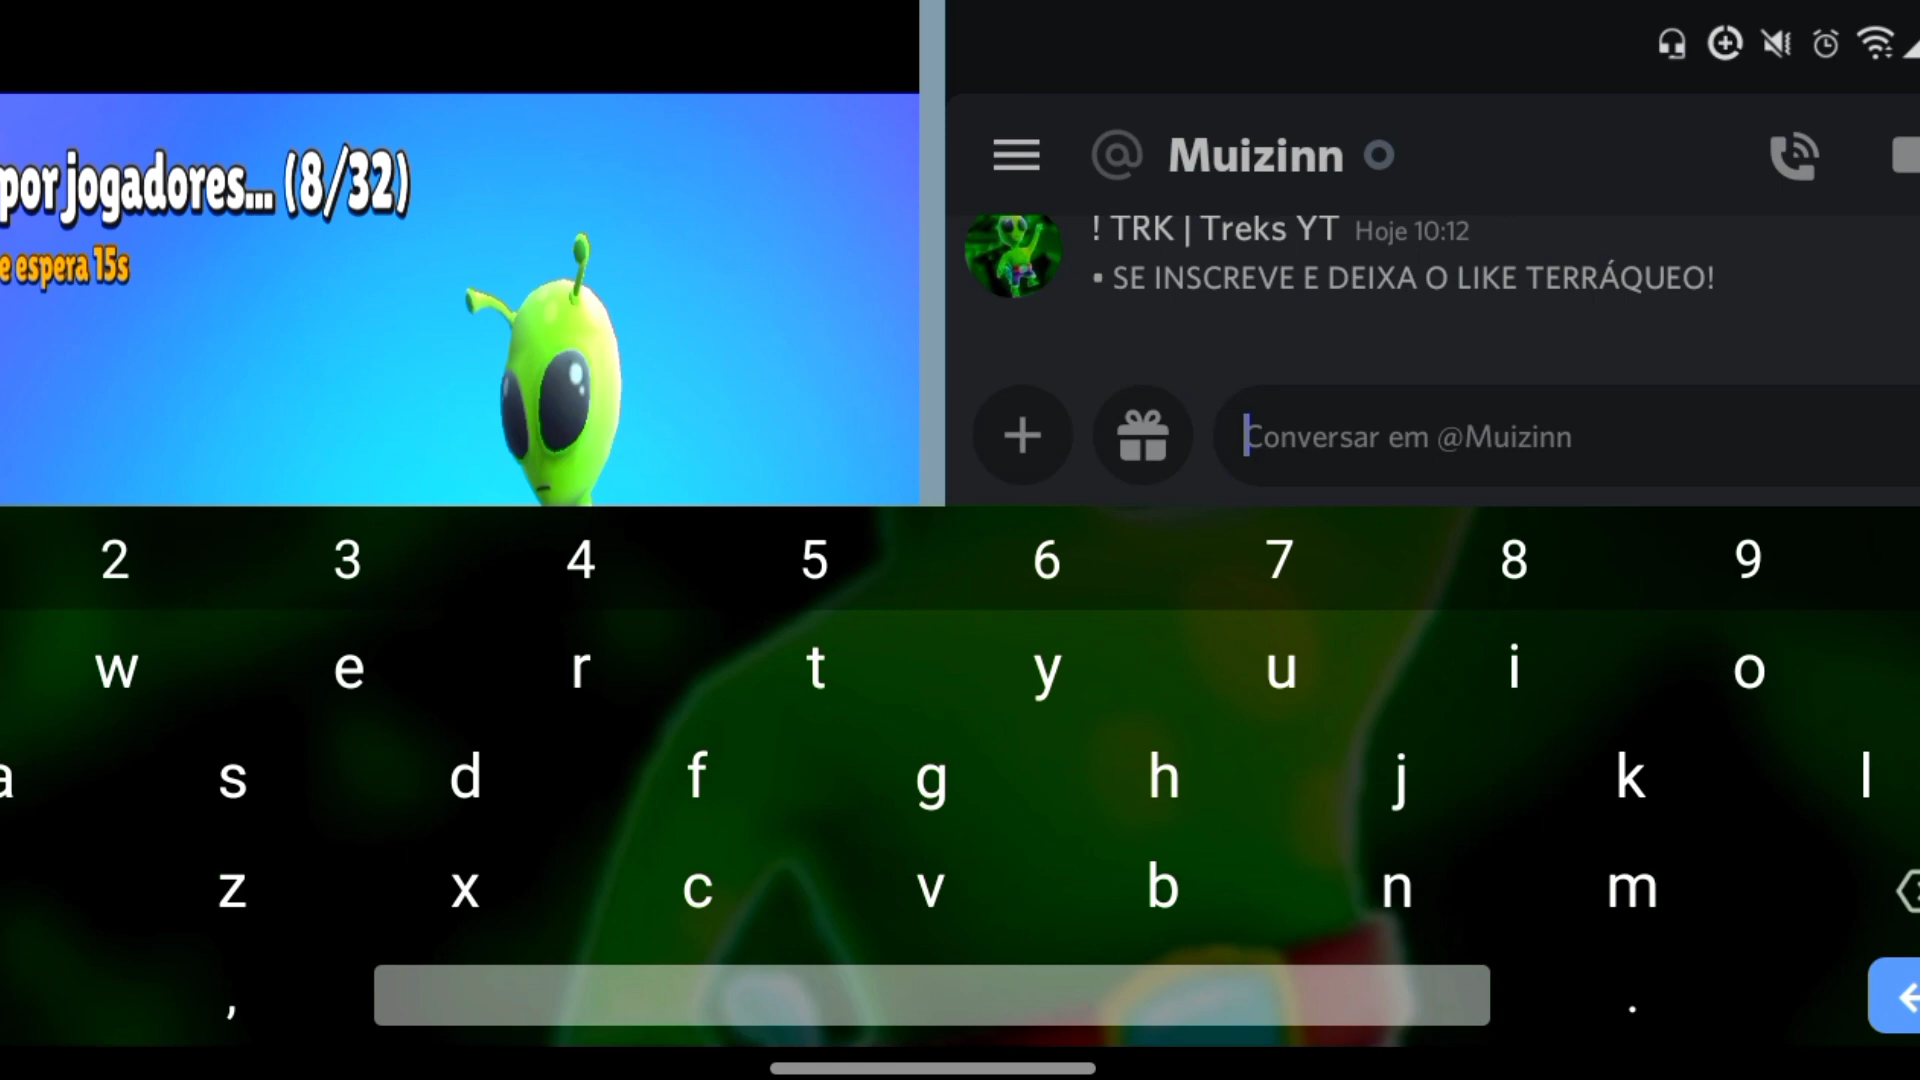 por jogadores... (8/32)
e espera 15s
Muizinn
! TRK | Treks YT Hoje 10:12
• SE INSCREVE E DEIXA O LIKE TERRÁQUEO!
Conversar em @Muizinn
2 3 4 5 6 7 8 9
w e r t y u i o
a s d f g h j k l
z x c v b n m
, .